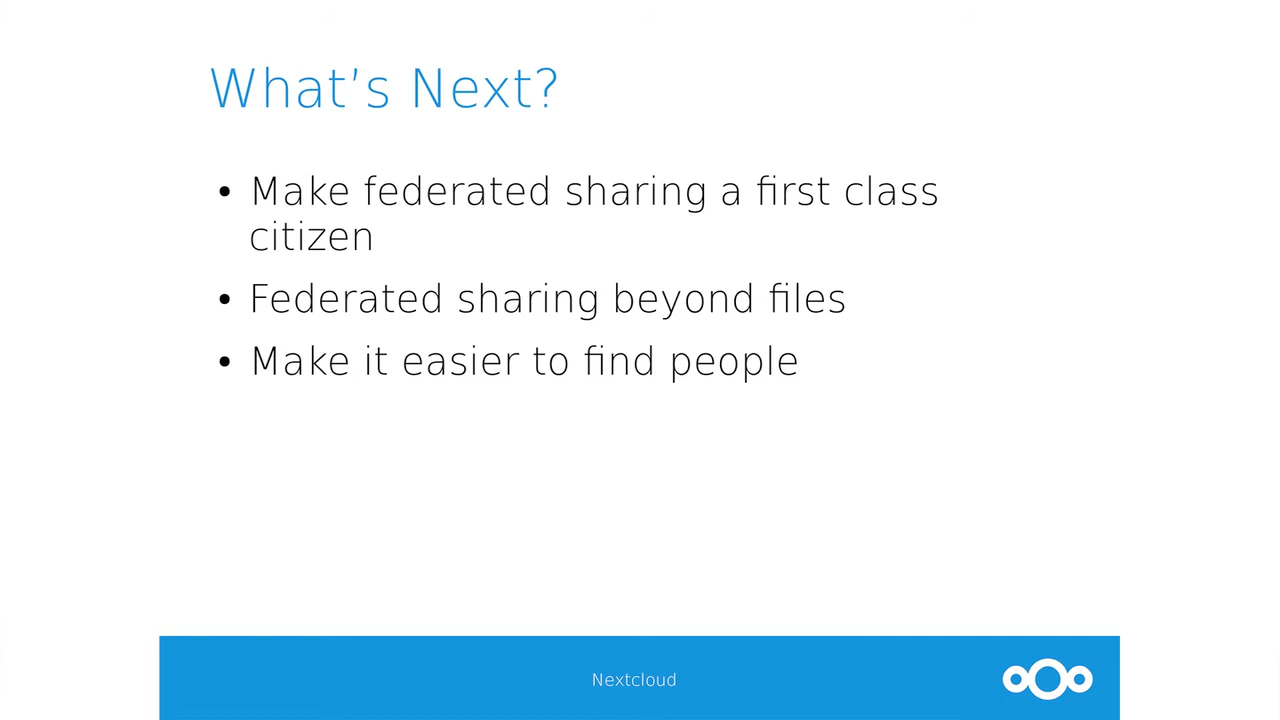 What’s Next?
• Make federated sharing a first class
citizen
• Federated sharing beyond files
• Make it easier to find people
Nextcloud